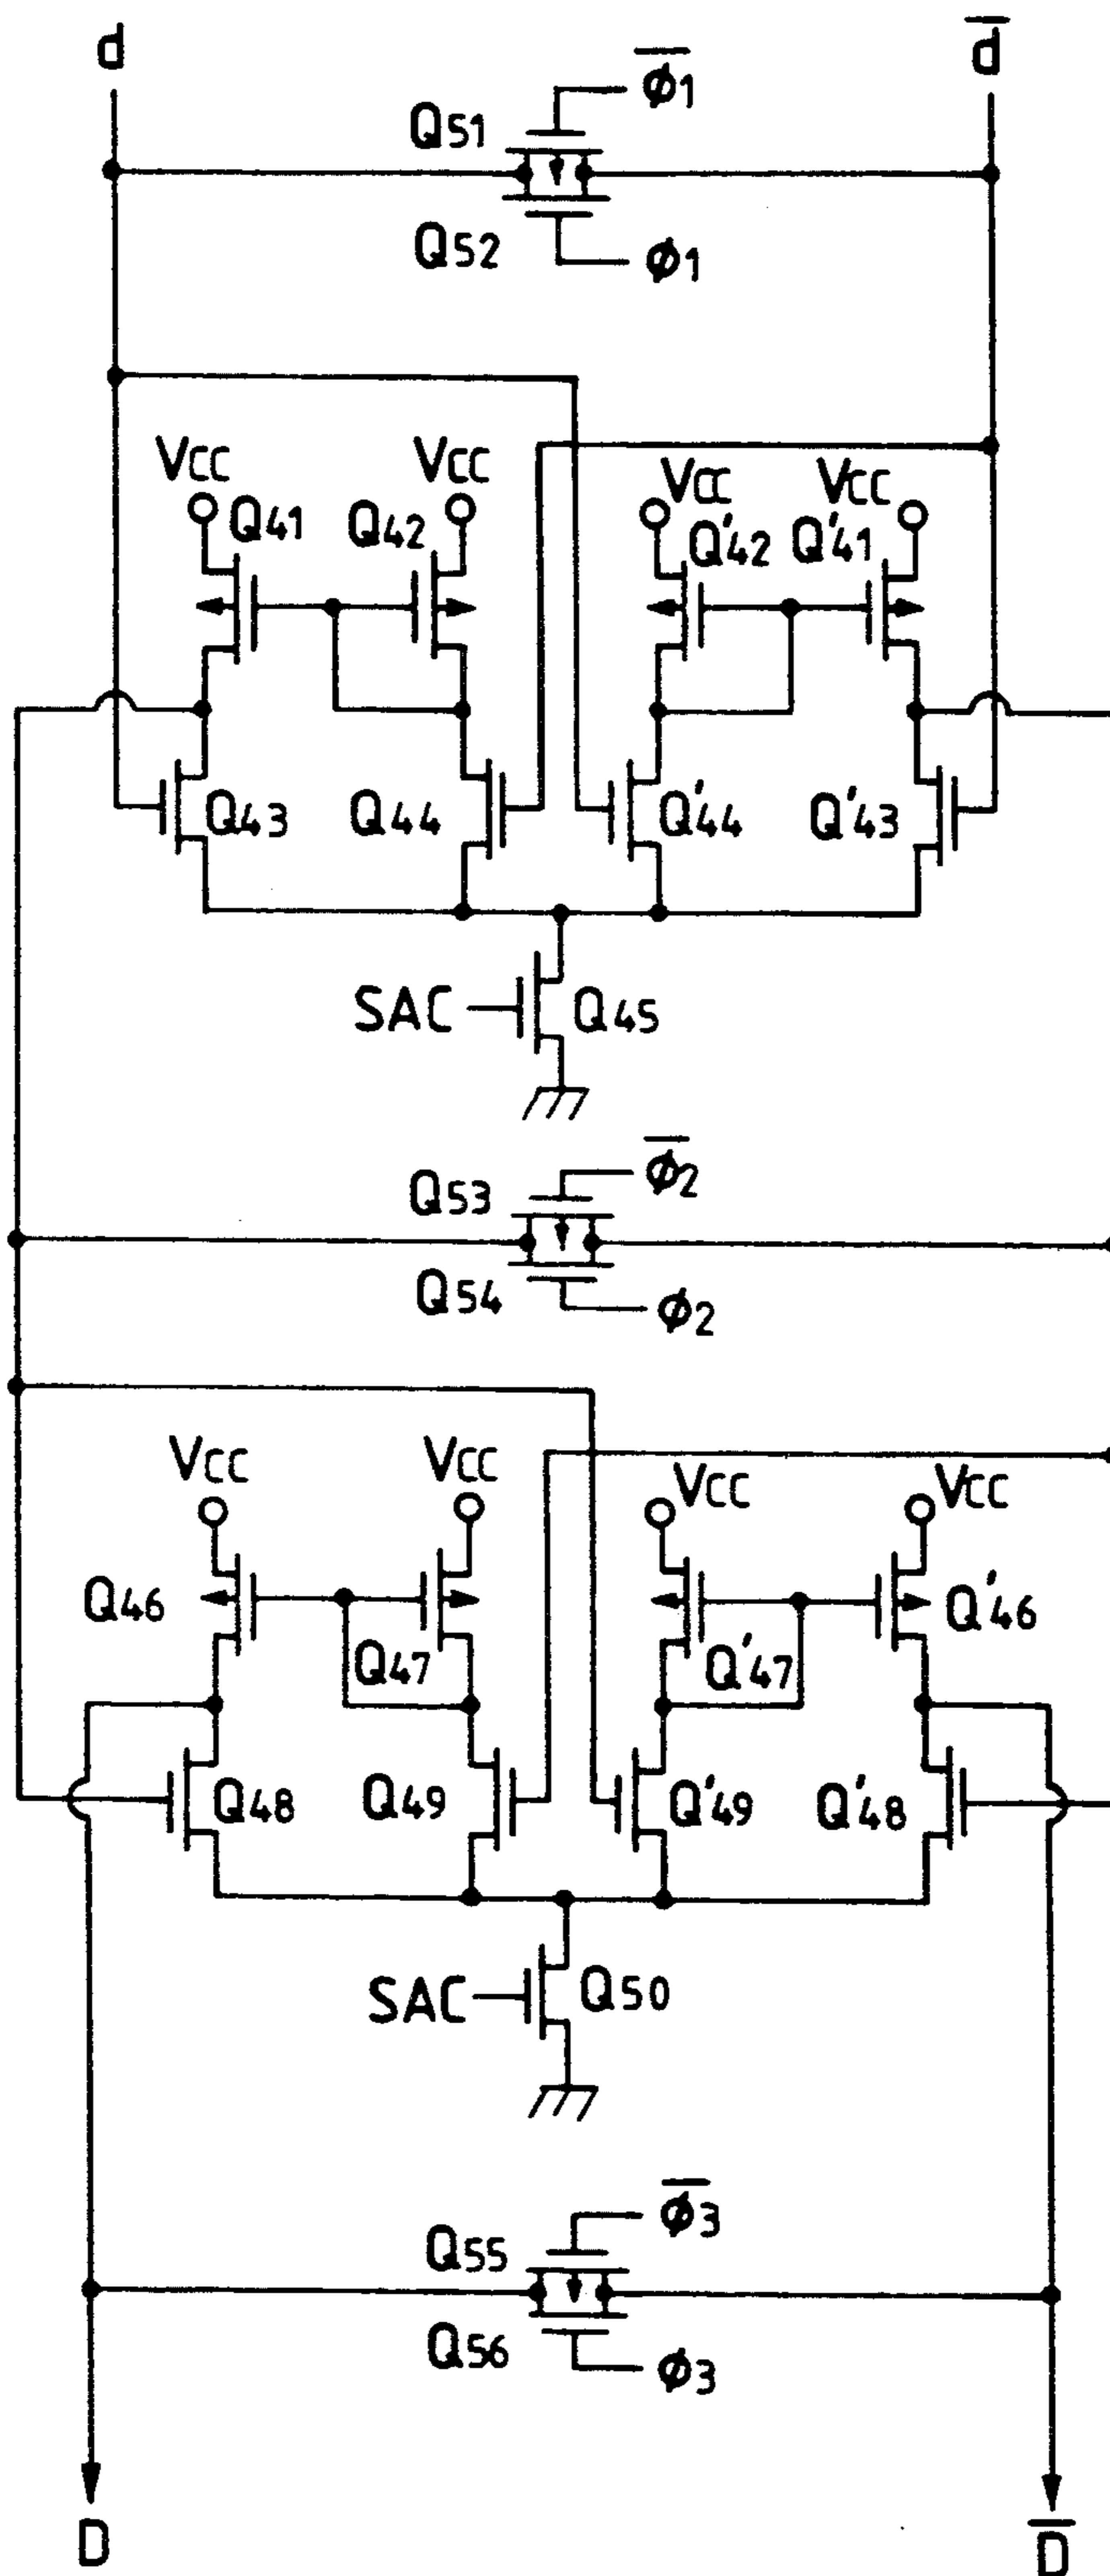 d d̅
φ̅1
Q51
Q52
φ1
VCC VCC VCC VCC
Q41 Q42 Q'42 Q'41
Q43 Q44 Q'44 Q'43
SAC Q45
φ̅2
Q53
Q54
φ2
VCC VCC VCC VCC
Q46 Q47 Q'47 Q'46
Q48 Q49 Q'49 Q'48
SAC Q50
φ̅3
Q55
Q56
φ3
D D̅